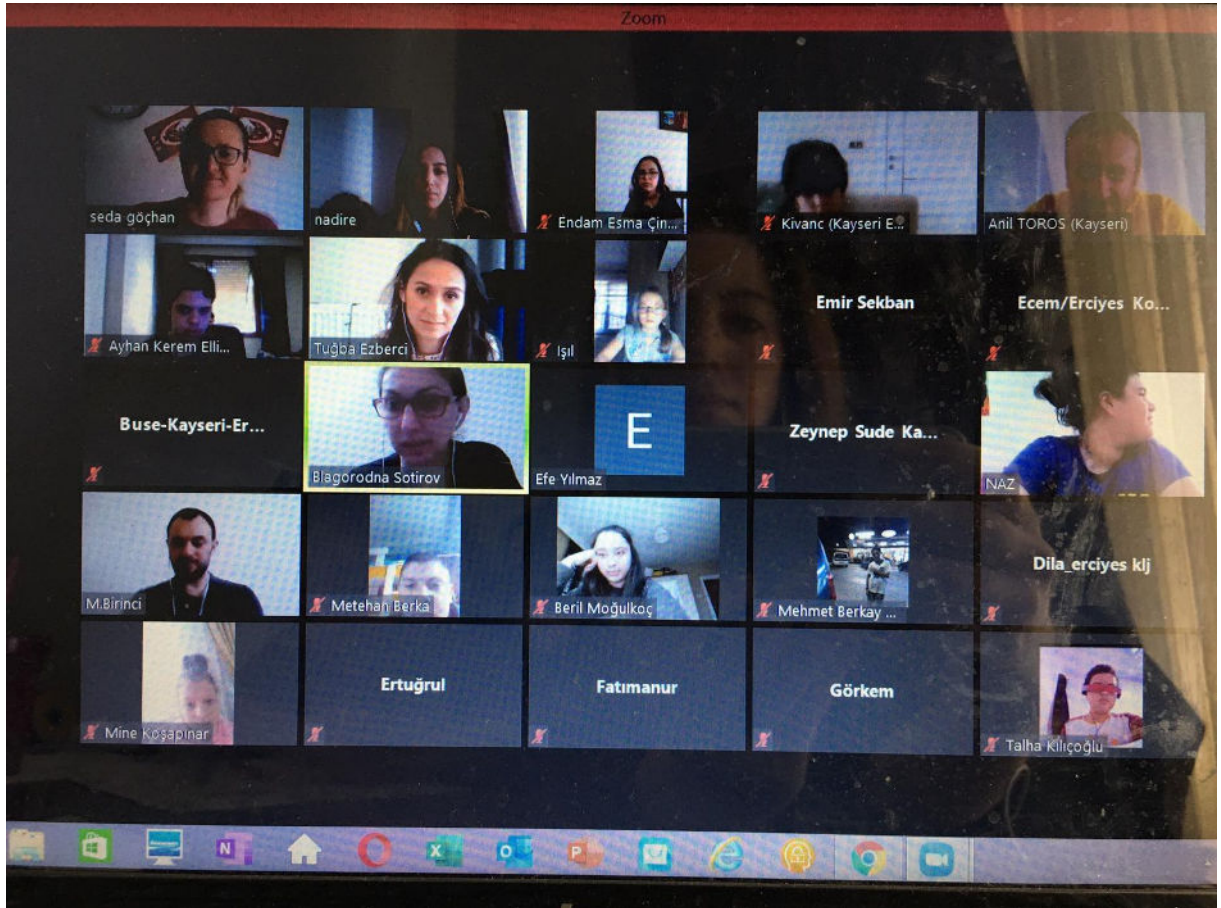 Zoom
seda göçhan
nadire
Endam Esma Çin...
Kivanc (Kayseri E...
Anil TOROS (Kayseri)
Ayhan Kerem Elli...
Tuğba Ezberci
Işıl
Emir Sekban
Ecem/Erciyes Ko...
Buse-Kayseri-Er...
Blagorodna Sotirov
E
Efe Yılmaz
Zeynep Sude Ka...
NAZ
M.Birinci
Metehan Berka
Beril Moğulkoç
Mehmet Berkay ...
Dila_erciyes klj
Mine Koşapınar
Ertuğrul
Fatımanur
Görkem
Talha Kılıçoğlu